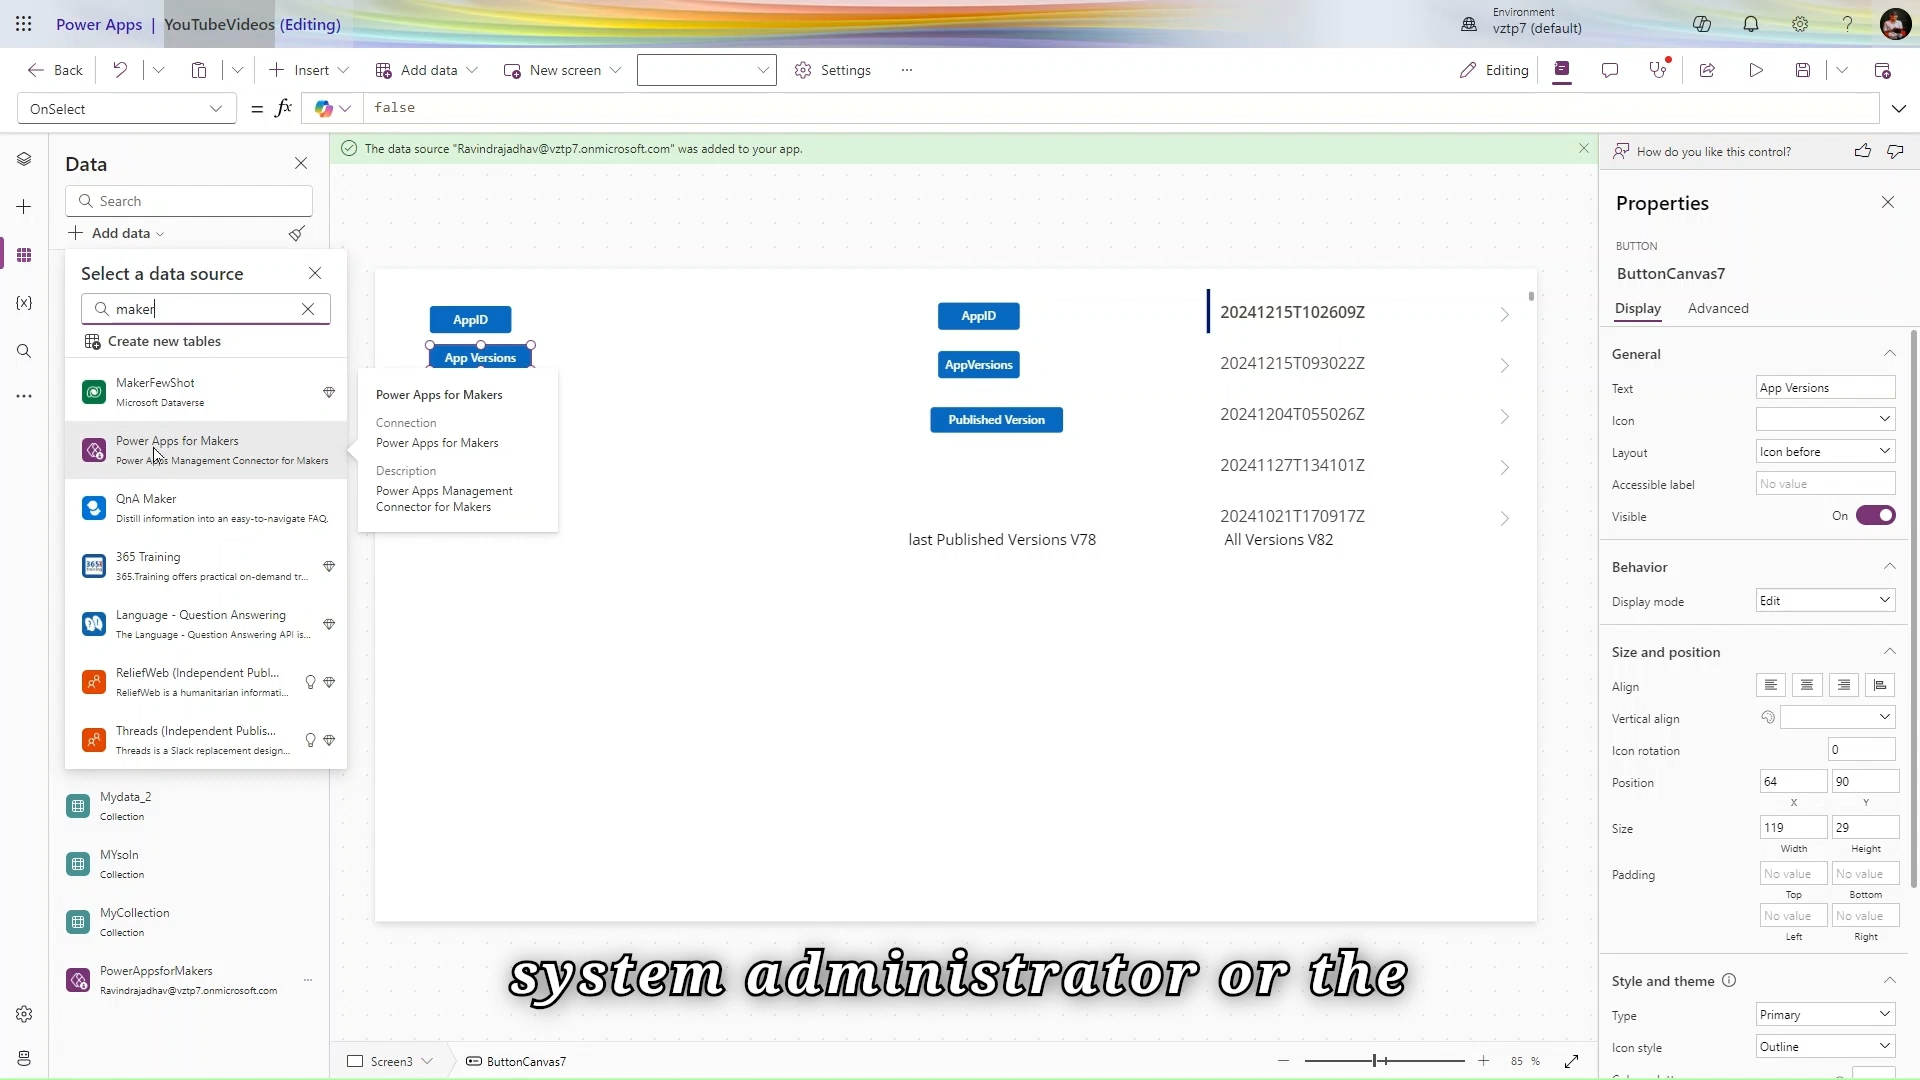 Power Apps | YouTubeVideos (Editing)
Environment
vztp7 (default)
Back
Insert
Add data
New screen
Settings
Editing
OnSelect
= fx
false
Data
Search
Add data
The data source "Ravindrajadhav@vztp7.onmicrosoft.com" was added to your app.
Select a data source
maker
Create new tables
MakerFewShot
Microsoft Dataverse
Power Apps for Makers
Power Apps Management Connector for Makers
QnA Maker
Distill information into an easy-to-navigate FAQ.
365 Training
365.Training offers practical on-demand tr...
Language - Question Answering
The Language - Question Answering API is...
ReliefWeb (Independent Publ...
ReliefWeb is a humanitarian informati...
Threads (Independent Publis...
Threads is a Slack replacement design...
Mydata_2
Collection
MYsoln
Collection
MyCollection
Collection
PowerAppsforMakers
Ravindrajadhav@vztp7.onmicrosoft.com
Power Apps for Makers
Connection
Power Apps for Makers
Description
Power Apps Management
Connector for Makers
AppID
App Versions
AppID
AppVersions
Published Version
20241215T102609Z
20241215T093022Z
20241204T055026Z
20241127T134101Z
20241021T170917Z
last Published Versions V78
All Versions V82
system administrator or the
Screen3
ButtonCanvas7
85 %
How do you like this control?
Properties
BUTTON
ButtonCanvas7
Display
Advanced
General
Text
App Versions
Icon
Layout
Icon before
Accessible label
No value
Visible
On
Behavior
Display mode
Edit
Size and position
Align
Vertical align
Icon rotation
0
Position
64
90
X
Y
Size
119
29
Width
Height
Padding
No value
No value
Top
Bottom
No value
No value
Left
Right
Style and theme
Type
Primary
Icon style
Outline